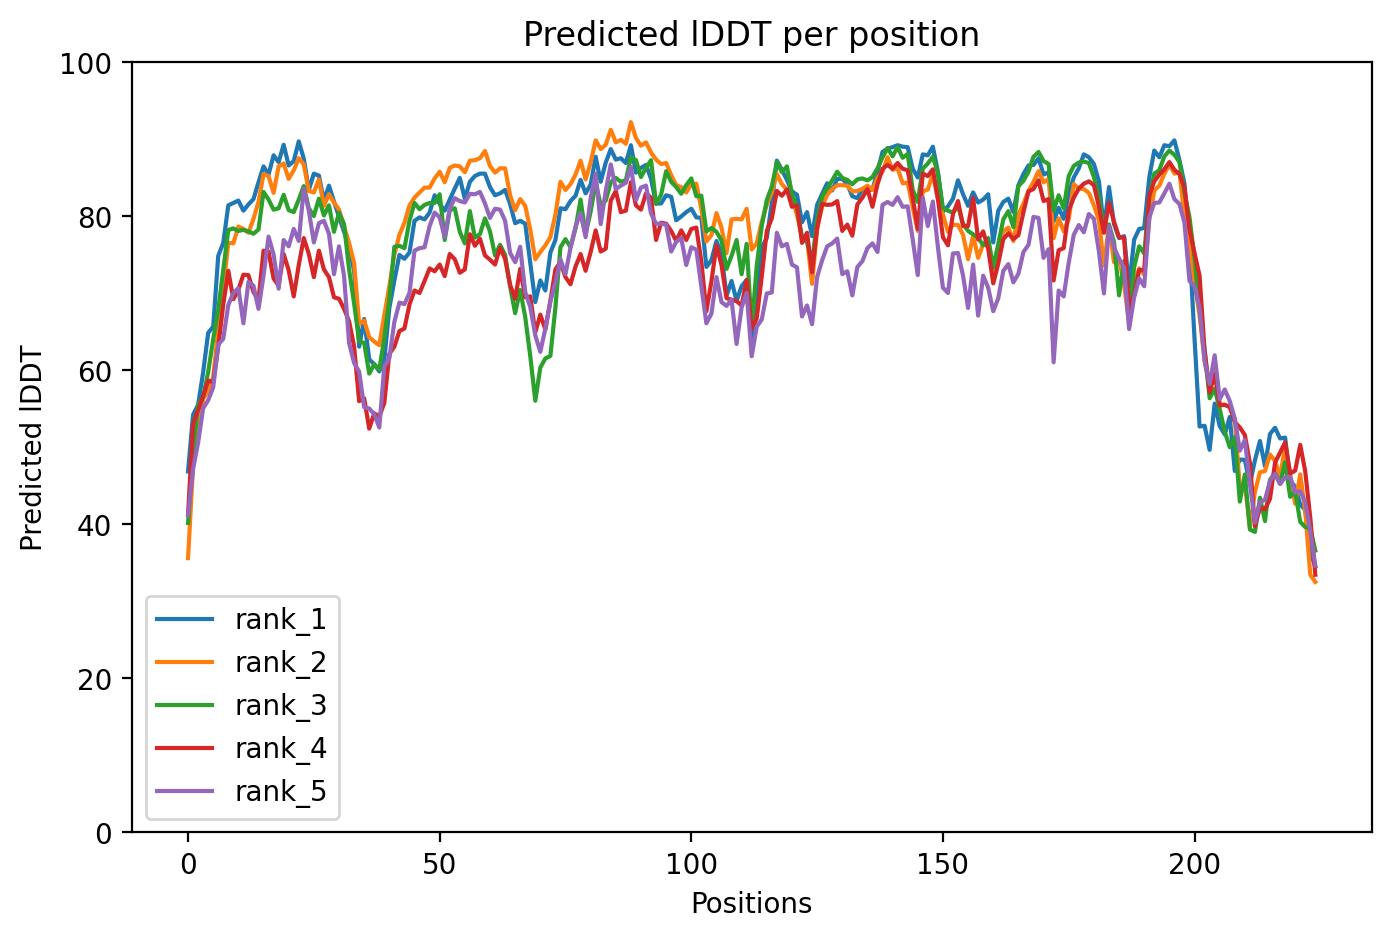 Predicted lDDT per position
100
80
60
40
20
0
Predicted lDDT
rank_1
rank_2
rank_3
rank_4
rank_5
0 50 100 150 200
Positions